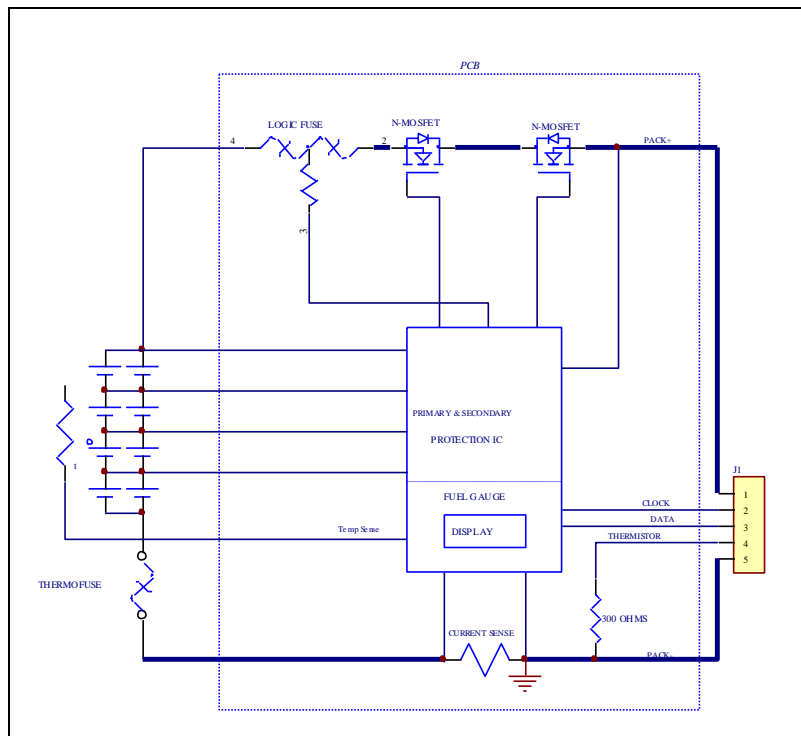 PCB
LOGIC FUSE
N-MOSFET
N-MOSFET
4
2
PACK+
3
PRIMARY & SECONDARY
PROTECTION IC
t
FUEL GAUGE
DISPLAY
Temp Sense
THERMOFUSE
J1
1
CLOCK
2
DATA
3
THERMISTOR
4
5
300 OHMS
CURRENT SENSE
PACK-